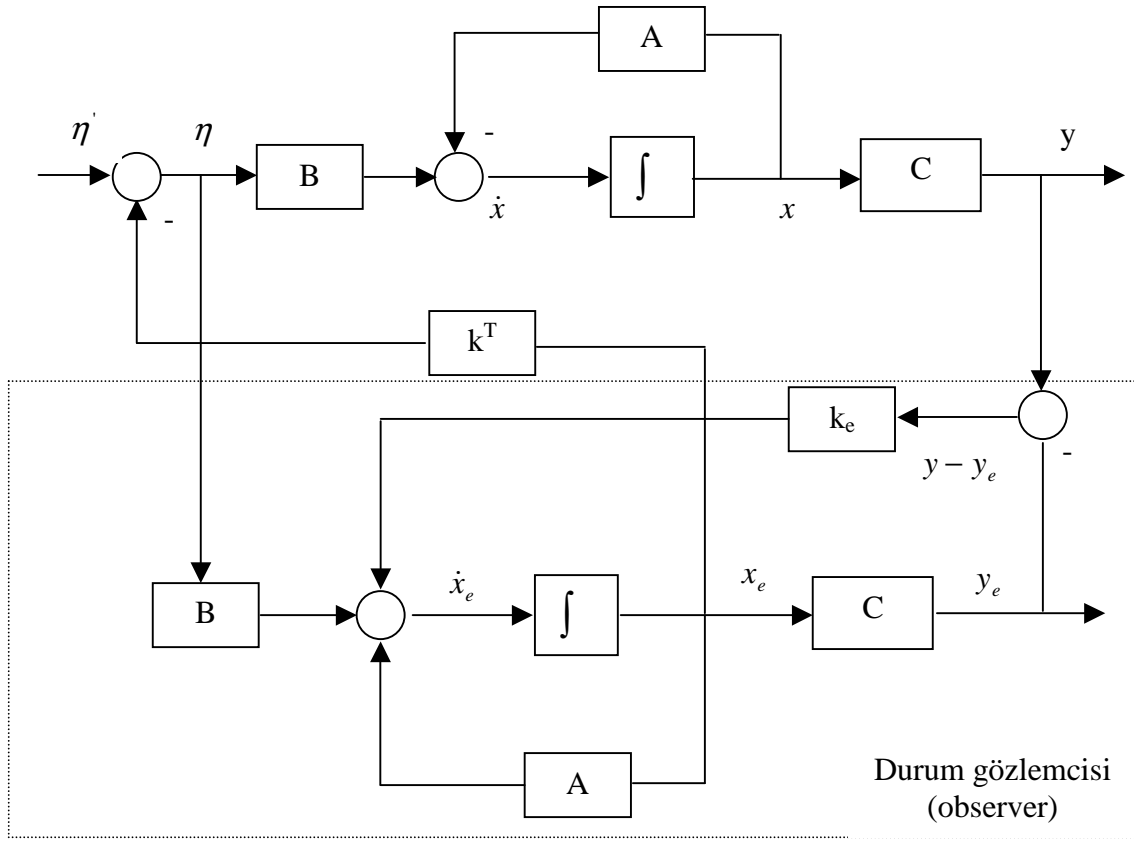 A
η' η - y
B ∫ C
ẋ x
-
k^T
k_e
-
y − y_e
ẋ_e x_e y_e
B ∫ C
A
Durum gözlemcisi
(observer)